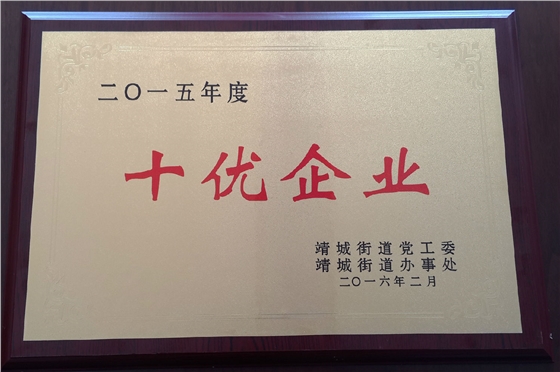 二〇一五年度
十优企业
靖城街道党工委
靖城街道办事处
二〇一六年二月